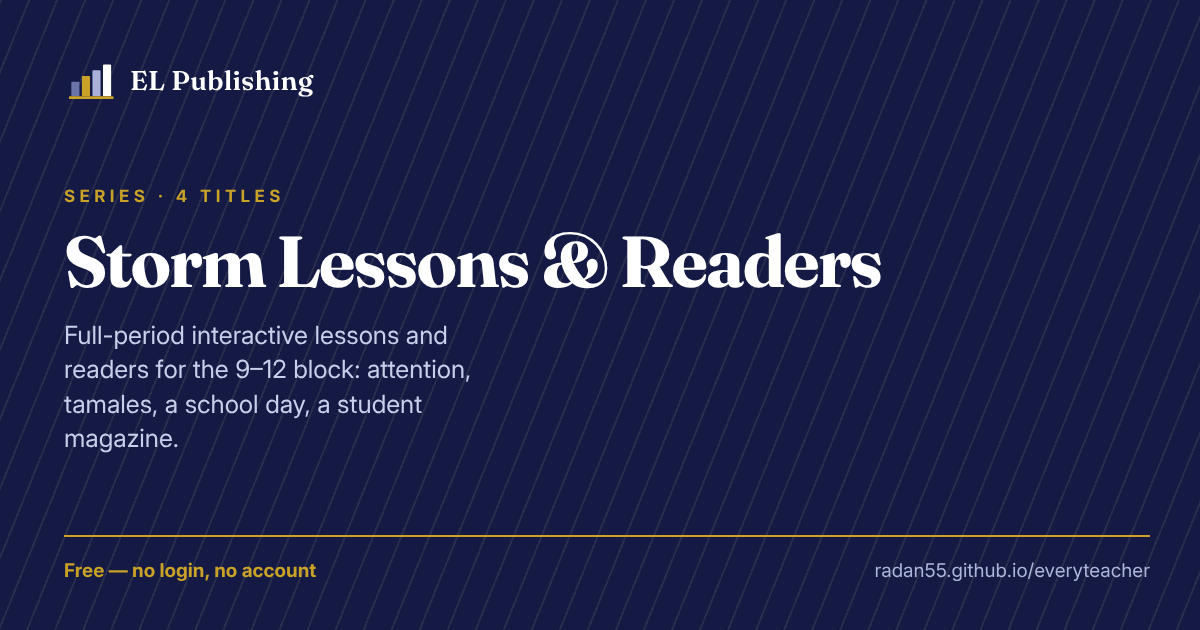 EL Publishing
SERIES · 4 TITLES
Storm Lessons & Readers
Full-period interactive lessons and
readers for the 9–12 block: attention,
tamales, a school day, a student
magazine.
Free — no login, no account
radan55.github.io/everyteacher